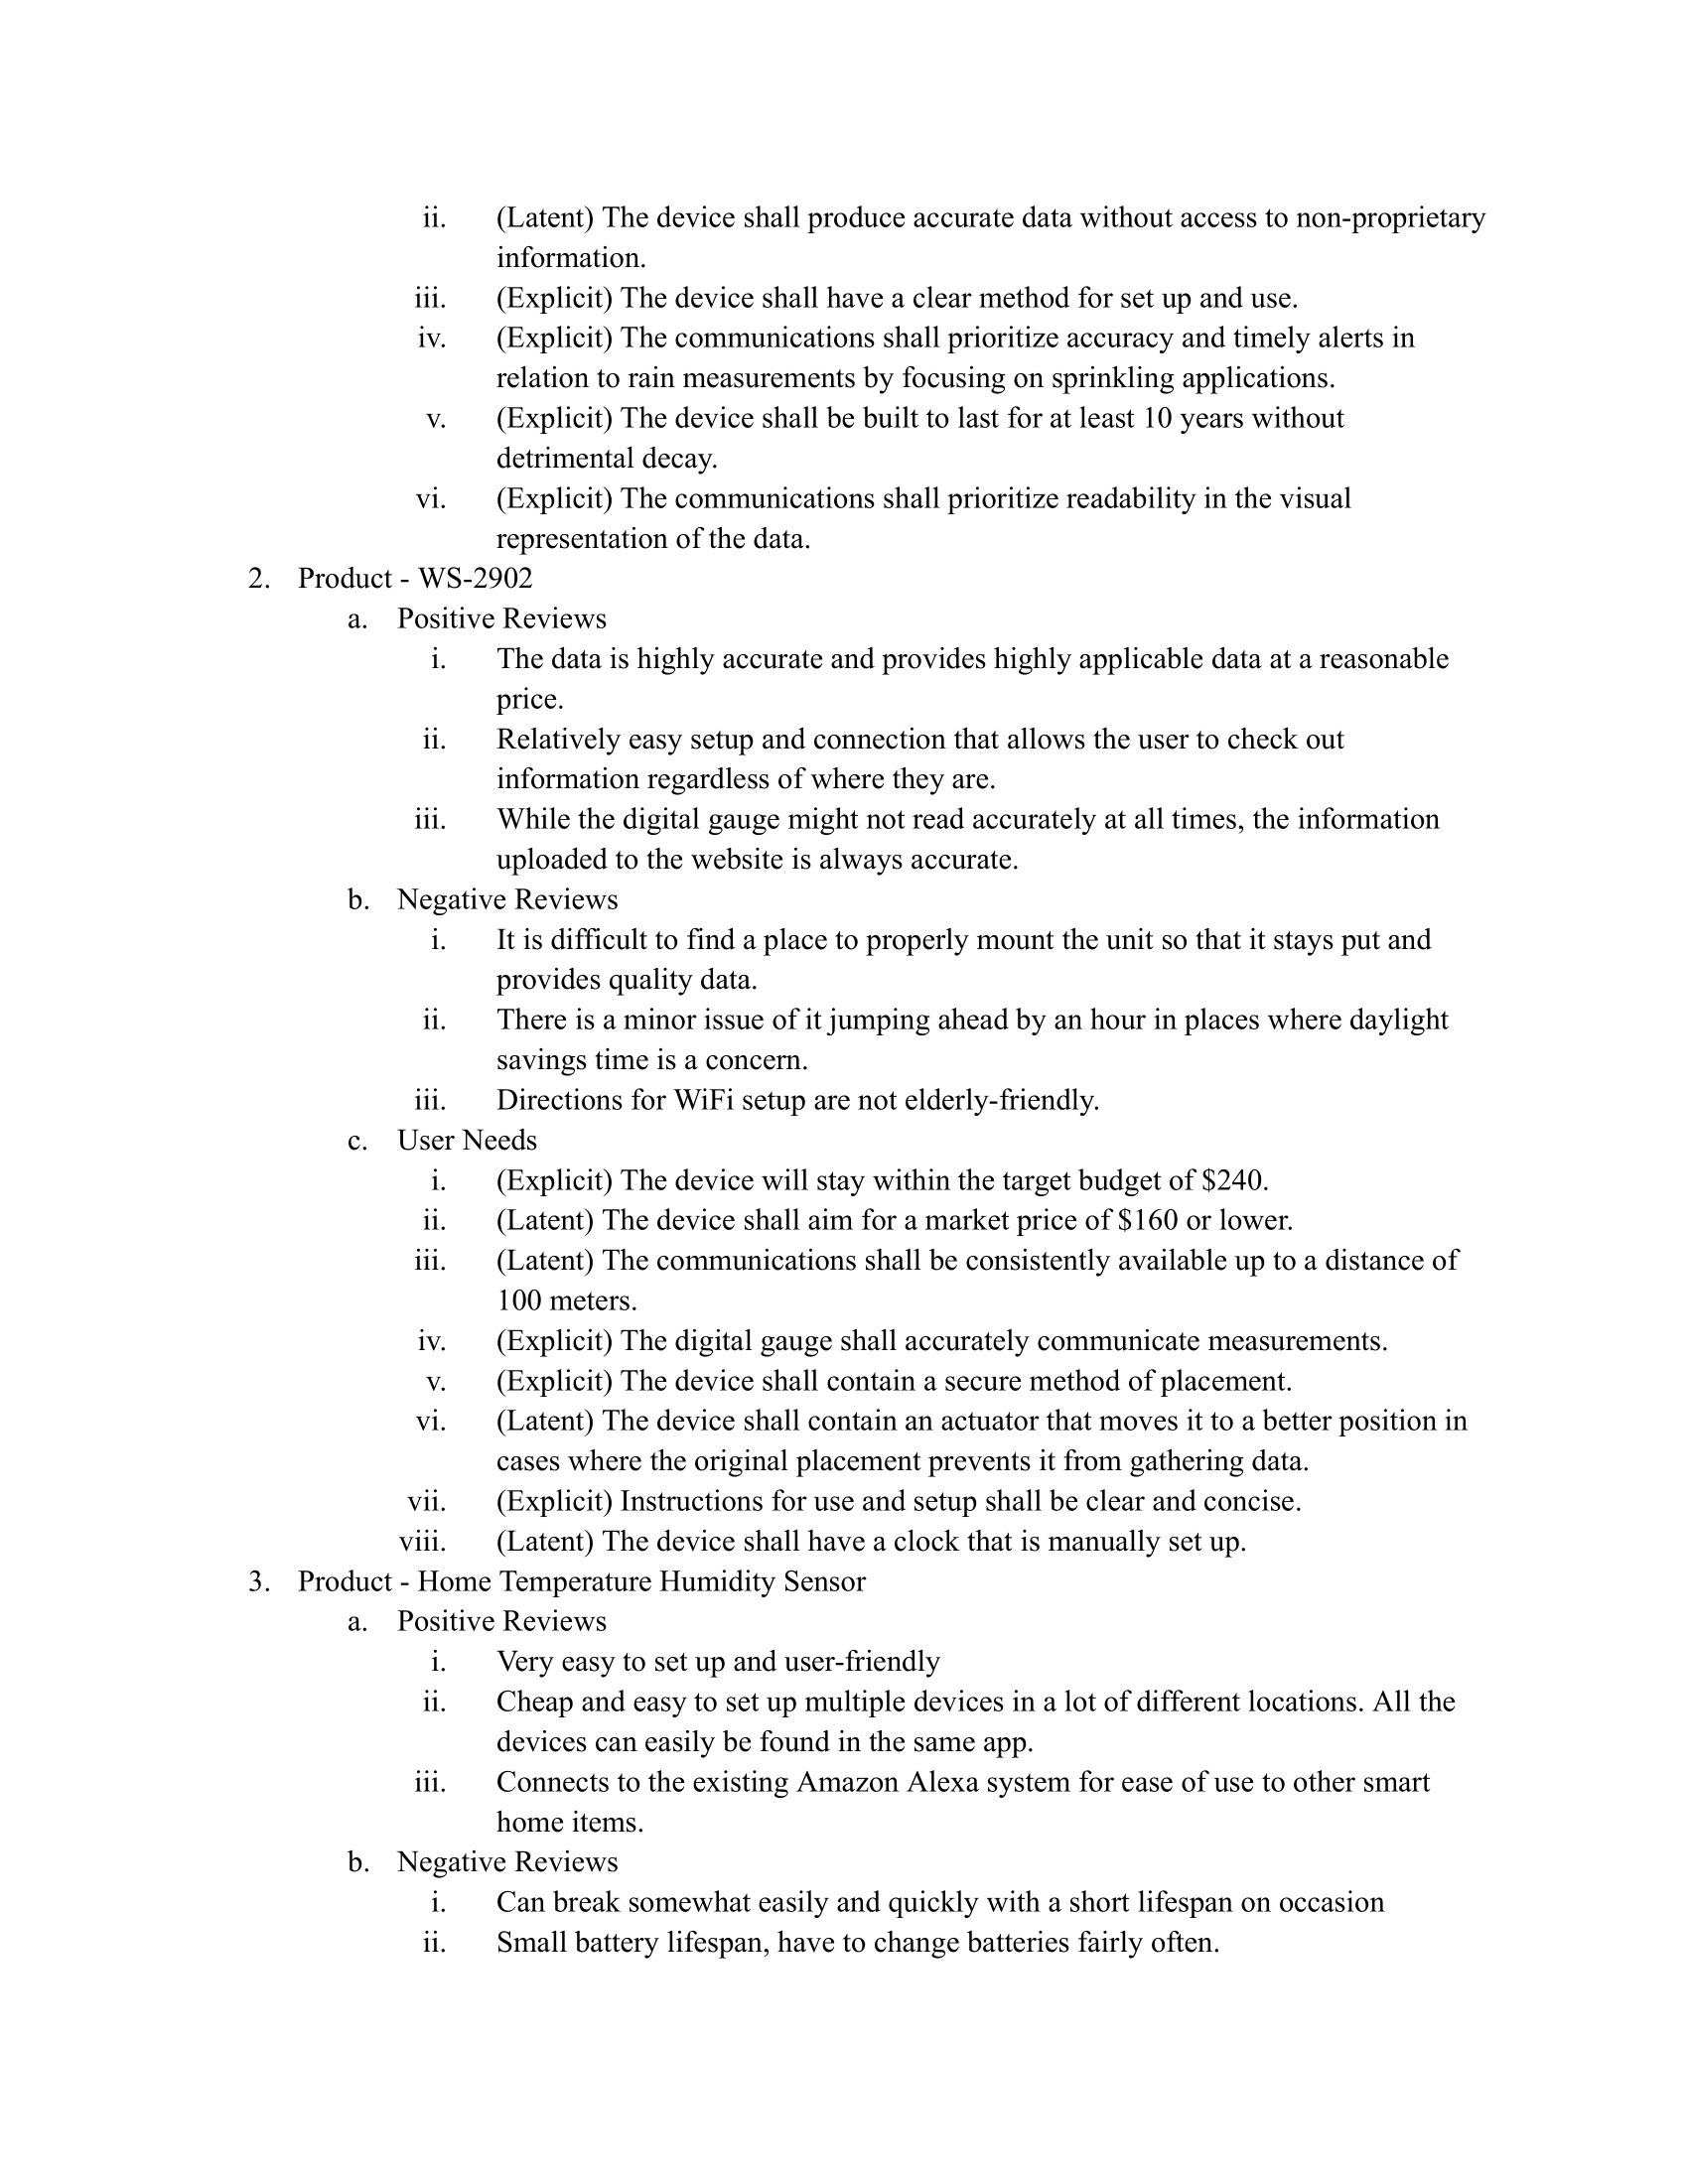 ii. (Latent) The device shall produce accurate data without access to non-proprietary
information.
iii. (Explicit) The device shall have a clear method for set up and use.
iv. (Explicit) The communications shall prioritize accuracy and timely alerts in
relation to rain measurements by focusing on sprinkling applications.
v. (Explicit) The device shall be built to last for at least 10 years without
detrimental decay.
vi. (Explicit) The communications shall prioritize readability in the visual
representation of the data.
2. Product - WS-2902
a. Positive Reviews
i. The data is highly accurate and provides highly applicable data at a reasonable
price.
ii. Relatively easy setup and connection that allows the user to check out
information regardless of where they are.
iii. While the digital gauge might not read accurately at all times, the information
uploaded to the website is always accurate.
b. Negative Reviews
i. It is difficult to find a place to properly mount the unit so that it stays put and
provides quality data.
ii. There is a minor issue of it jumping ahead by an hour in places where daylight
savings time is a concern.
iii. Directions for WiFi setup are not elderly-friendly.
c. User Needs
i. (Explicit) The device will stay within the target budget of $240.
ii. (Latent) The device shall aim for a market price of $160 or lower.
iii. (Latent) The communications shall be consistently available up to a distance of
100 meters.
iv. (Explicit) The digital gauge shall accurately communicate measurements.
v. (Explicit) The device shall contain a secure method of placement.
vi. (Latent) The device shall contain an actuator that moves it to a better position in
cases where the original placement prevents it from gathering data.
vii. (Explicit) Instructions for use and setup shall be clear and concise.
viii. (Latent) The device shall have a clock that is manually set up.
3. Product - Home Temperature Humidity Sensor
a. Positive Reviews
i. Very easy to set up and user-friendly
ii. Cheap and easy to set up multiple devices in a lot of different locations. All the
devices can easily be found in the same app.
iii. Connects to the existing Amazon Alexa system for ease of use to other smart
home items.
b. Negative Reviews
i. Can break somewhat easily and quickly with a short lifespan on occasion
ii. Small battery lifespan, have to change batteries fairly often.